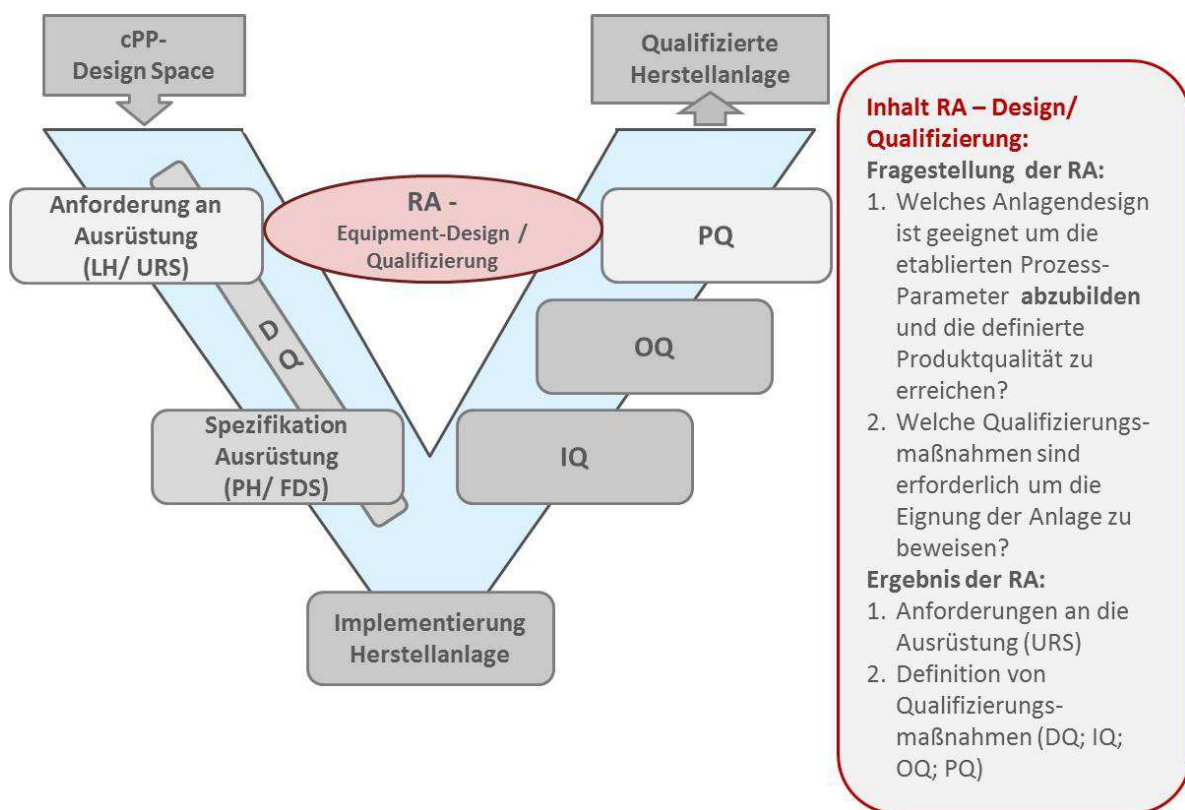 cPP-
Design Space
Qualifizierte
Herstellanlage
Anforderung an
Ausrüstung
(LH/ URS)
RA -
Equipment-Design /
Qualifizierung
PQ
D
Q
OQ
Spezifikation
Ausrüstung
(PH/ FDS)
IQ
Implementierung
Herstellanlage
Inhalt RA – Design/
Qualifizierung:
Fragestellung der RA:
1. Welches Anlagendesign
ist geeignet um die
etablierten Prozess-
Parameter abzubilden
und die definierte
Produktqualität zu
erreichen?
2. Welche Qualifizierungs-
maßnahmen sind
erforderlich um die
Eignung der Anlage zu
beweisen?
Ergebnis der RA:
1. Anforderungen an die
Ausrüstung (URS)
2. Definition von
Qualifizierungs-
maßnahmen (DQ; IQ;
OQ; PQ)